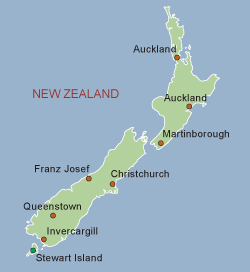 Auckland
NEW ZEALAND
Auckland
Martinborough
Franz Josef
Christchurch
Queenstown
Invercargill
Stewart Island